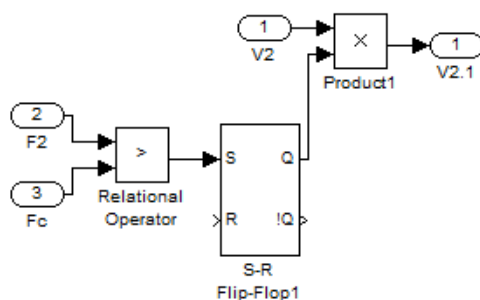 1
V2
×
Product1
1
V2.1
2
F2
3
Fc
>
Relational
Operator
S Q
R !Q
S-R
Flip-Flop1